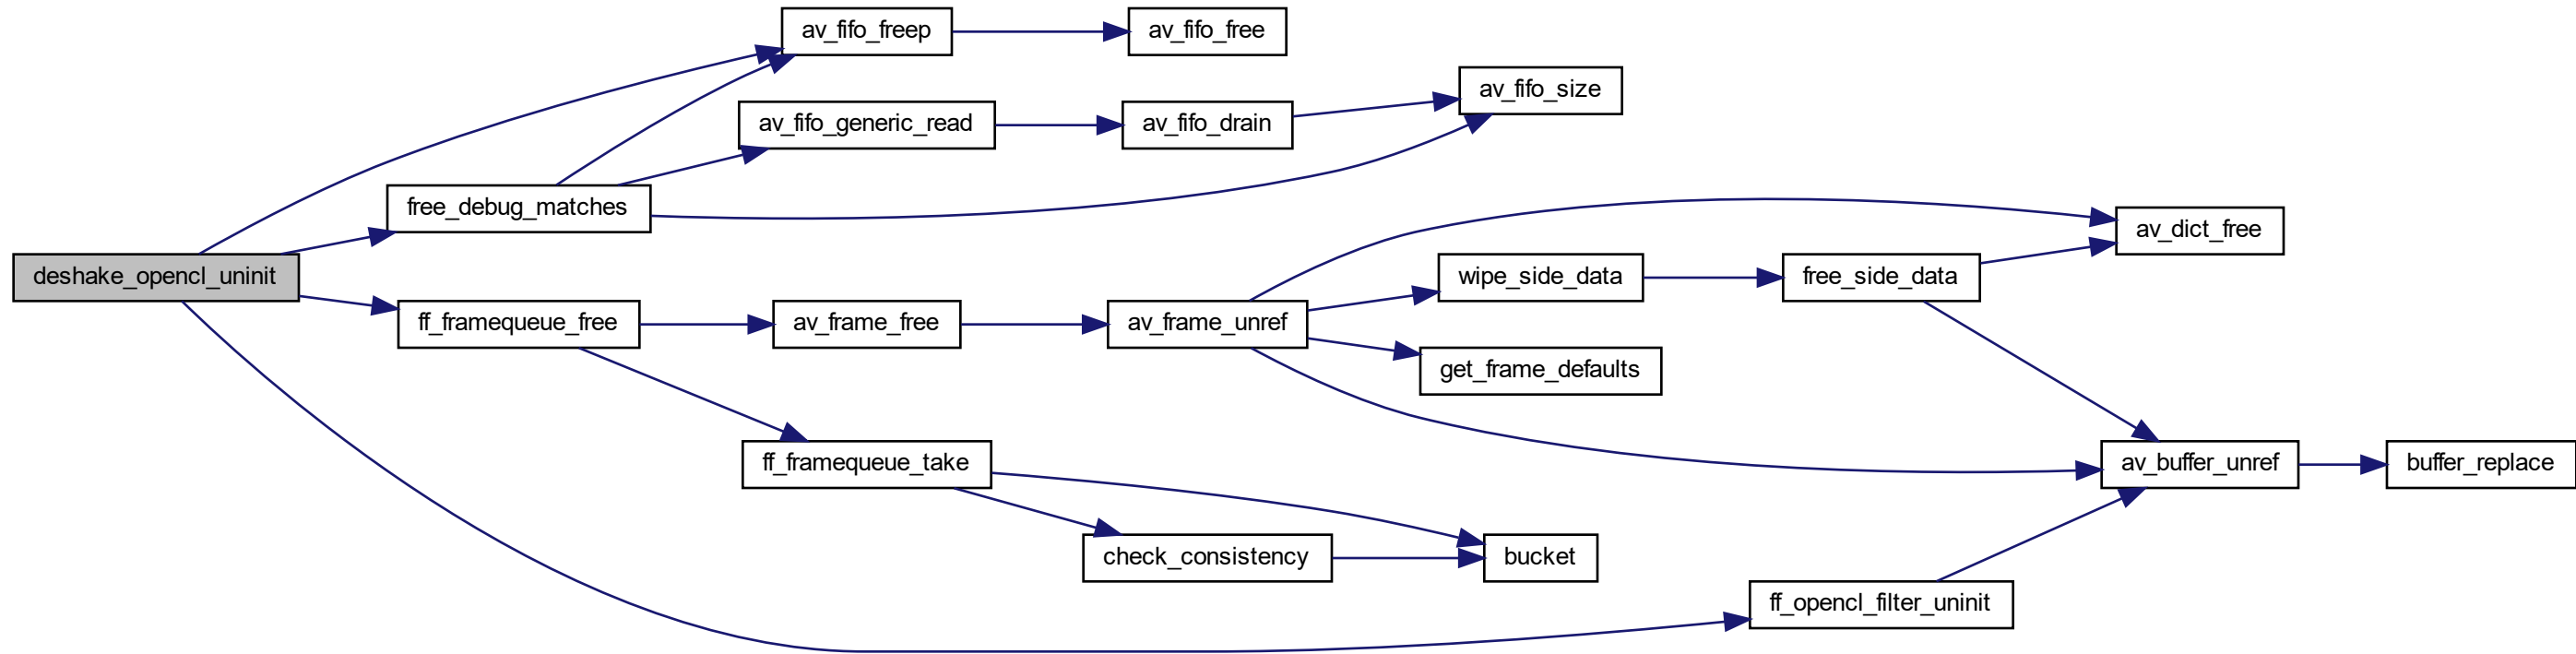 av_fifo_freep
av_fifo_free
av_fifo_size
av_fifo_generic_read
av_fifo_drain
free_debug_matches
av_dict_free
deshake_opencl_uninit
wipe_side_data
free_side_data
ff_framequeue_free
av_frame_free
av_frame_unref
get_frame_defaults
ff_framequeue_take
av_buffer_unref
buffer_replace
check_consistency
bucket
ff_opencl_filter_uninit